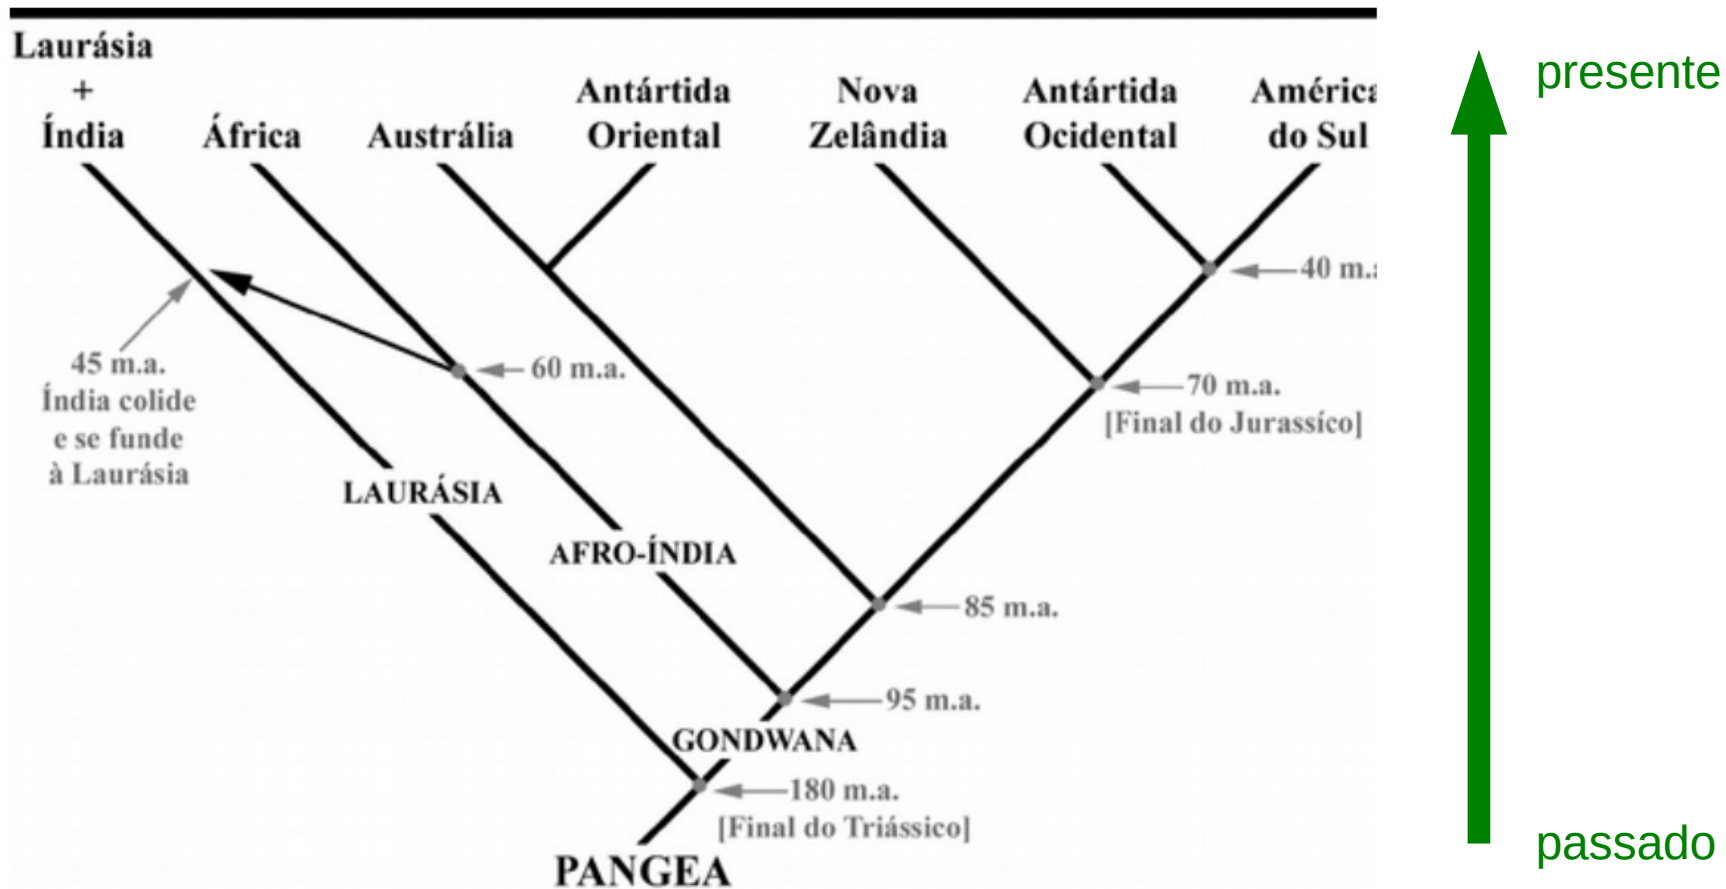 Laurásia
+
Índia
África
Austrália
Antártida
Oriental
Nova
Zelândia
Antártida
Ocidental
América
do Sul
presente
40 m.a
45 m.a.
Índia colide
e se funde
à Laurásia
60 m.a.
70 m.a.
[Final do Jurassíco]
LAURÁSIA
AFRO-ÍNDIA
85 m.a.
95 m.a.
GONDWANA
180 m.a.
[Final do Triássico]
PANGEA
passado